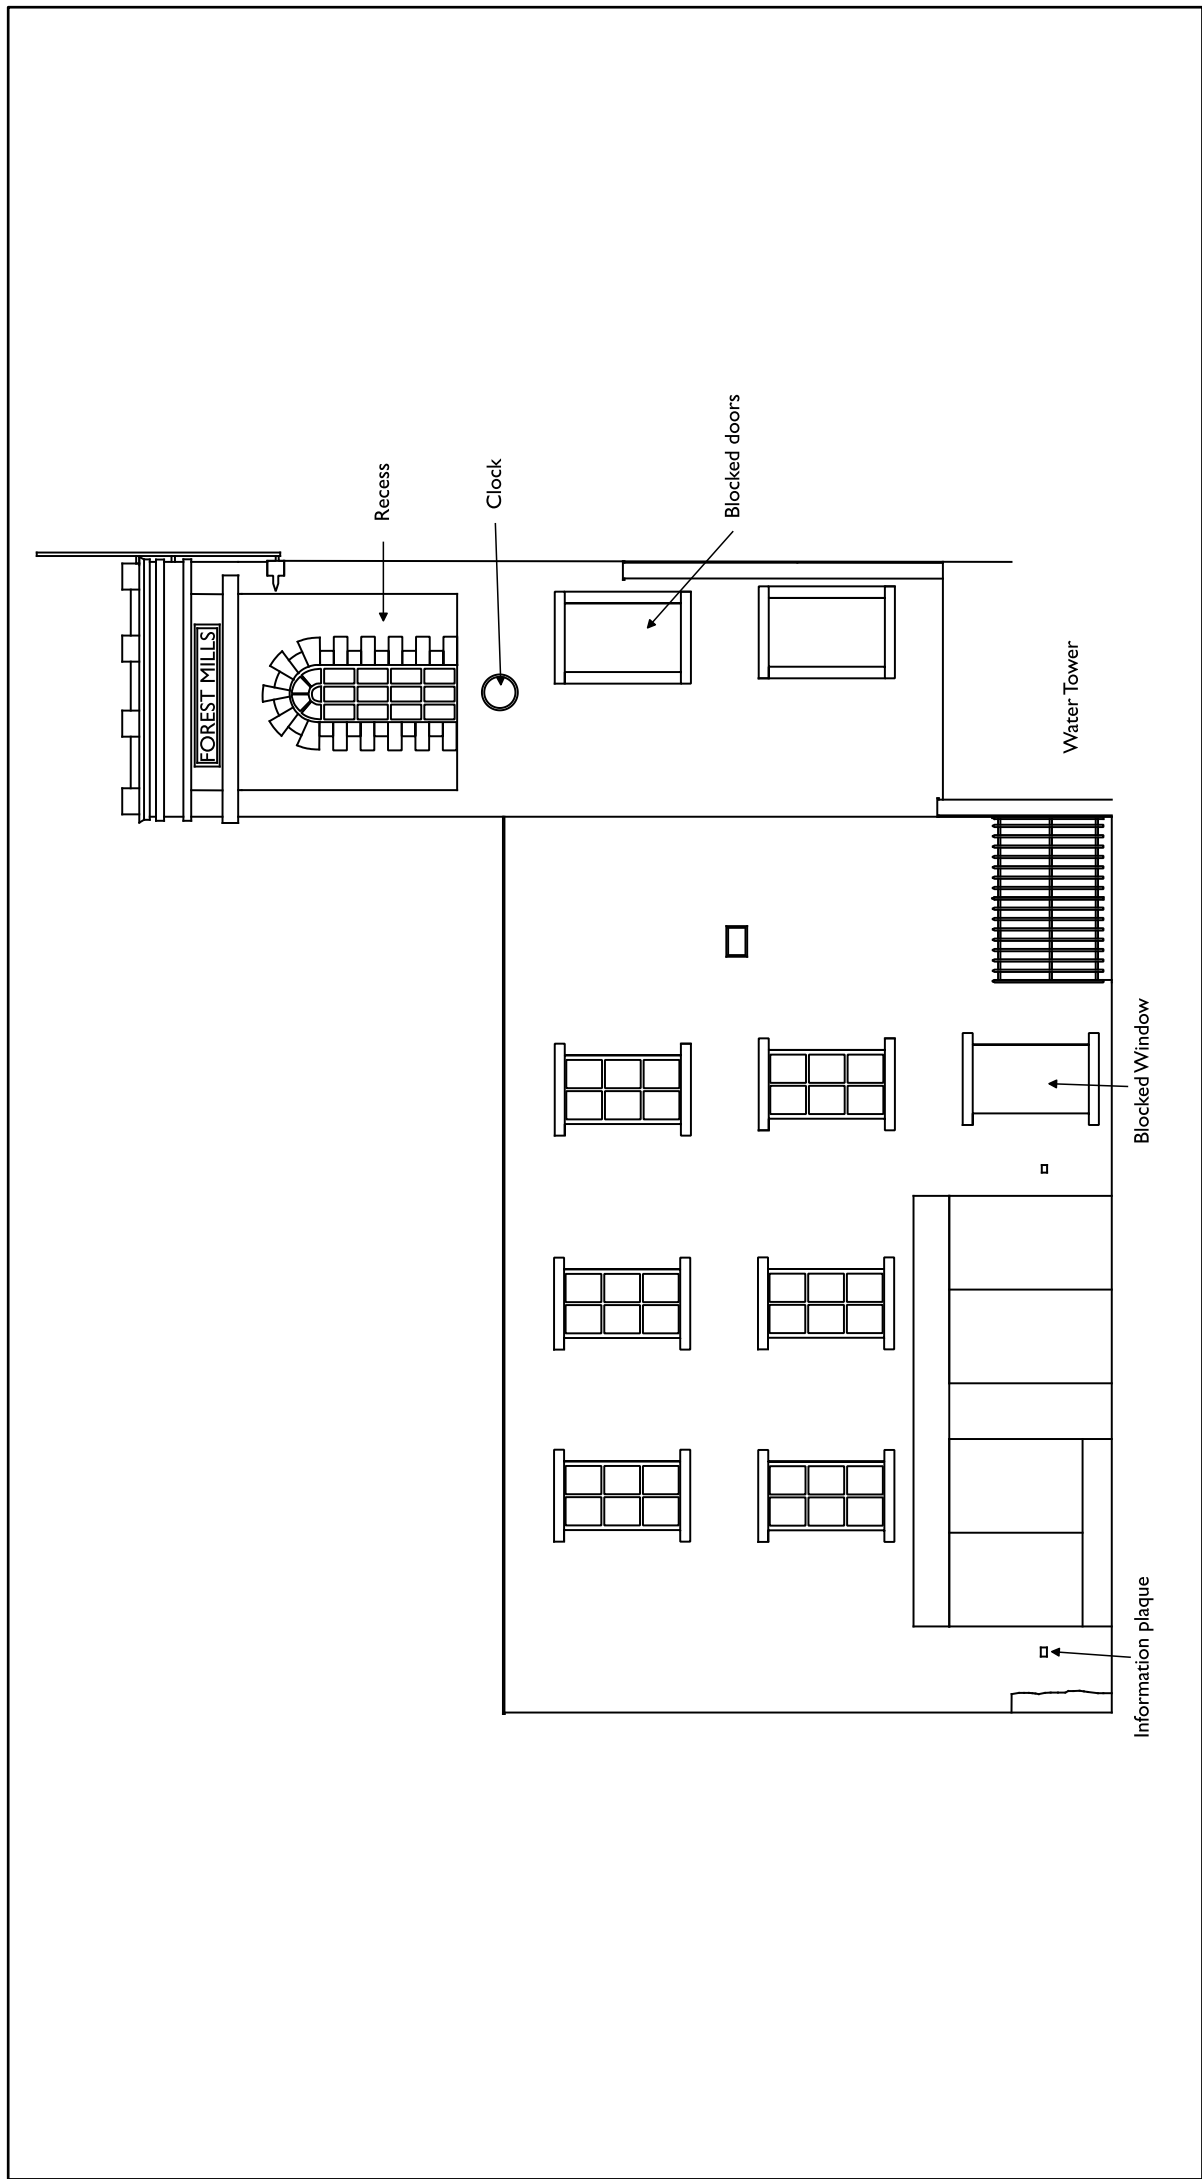 FOREST MILLS
Recess
Clock
Blocked doors
Water Tower
Blocked Window
Information plaque